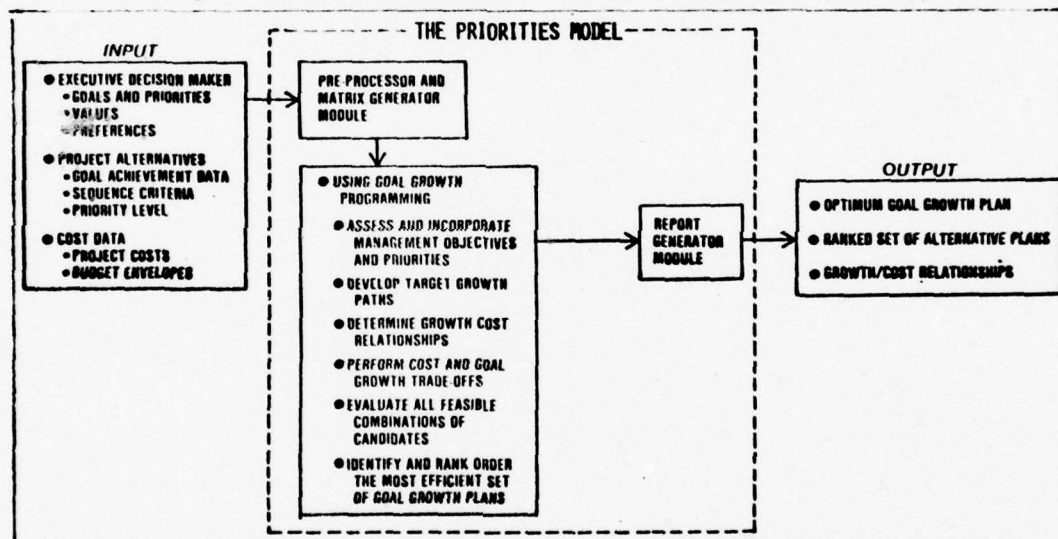 THE PRIORITIES MODEL
INPUT
● EXECUTIVE DECISION MAKER
● GOALS AND PRIORITIES
● VALUES
● PREFERENCES
● PROJECT ALTERNATIVES
● GOAL ACHIEVEMENT DATA
● SEQUENCE CRITERIA
● PRIORITY LEVEL
● COST DATA
● PROJECT COSTS
● BUDGET ENVELOPES
PRE-PROCESSOR AND
MATRIX GENERATOR
MODULE
● USING GOAL GROWTH
PROGRAMMING
● ASSESS AND INCORPORATE
MANAGEMENT OBJECTIVES
AND PRIORITIES
● DEVELOP TARGET GROWTH
PATHS
● DETERMINE GROWTH COST
RELATIONSHIPS
● PERFORM COST AND GOAL
GROWTH TRADE-OFFS
● EVALUATE ALL FEASIBLE
COMBINATIONS OF
CANDIDATES
● IDENTIFY AND RANK ORDER
THE MOST EFFICIENT SET
OF GOAL GROWTH PLANS
REPORT
GENERATOR
MODULE
OUTPUT
● OPTIMUM GOAL GROWTH PLAN
● RANKED SET OF ALTERNATIVE PLANS
● GROWTH/COST RELATIONSHIPS